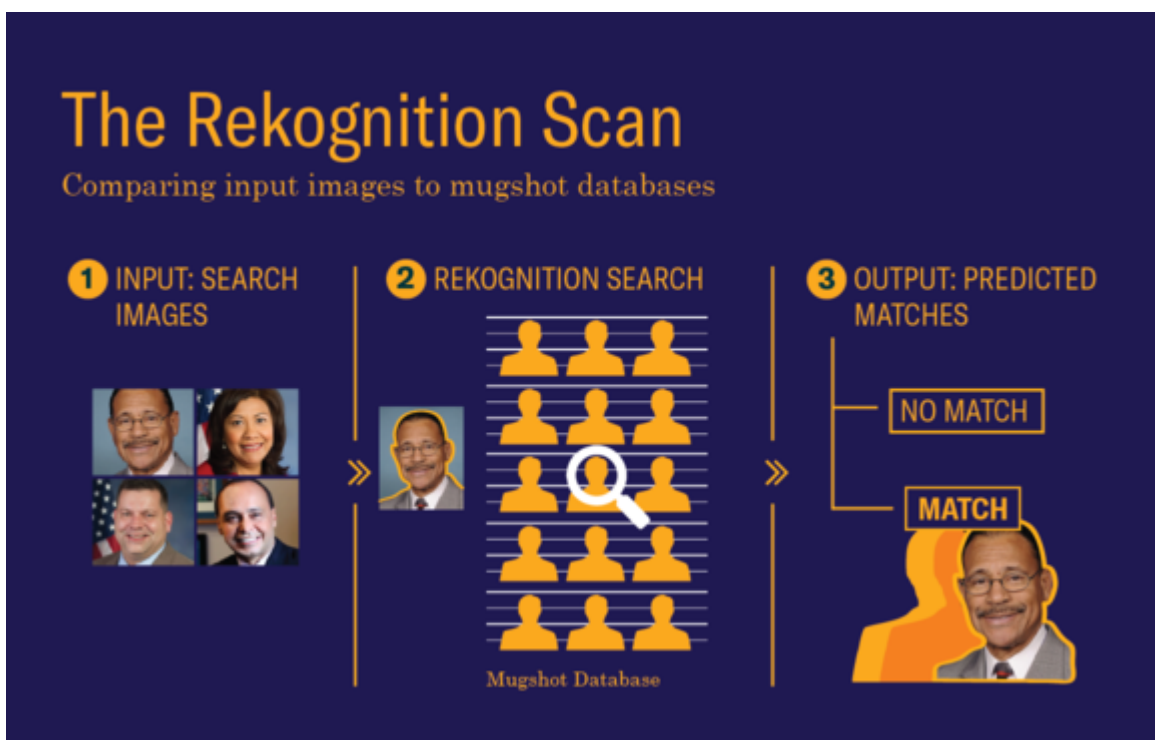 The Rekognition Scan
Comparing input images to mugshot databases
1 INPUT: SEARCH
IMAGES
2 REKOGNITION SEARCH
Mugshot Database
3 OUTPUT: PREDICTED
MATCHES
NO MATCH
MATCH